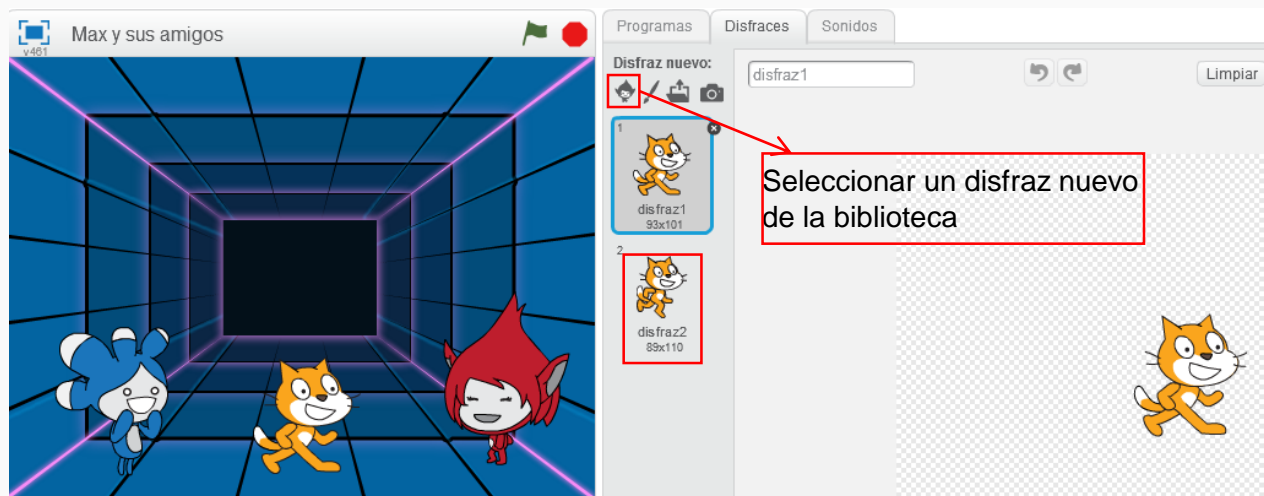 Max y sus amigos
v461
Programas
Disfraces
Sonidos
Disfraz nuevo:
disfraz1
Limpiar
1
disfraz1
93x101
Seleccionar un disfraz nuevo
de la biblioteca
2
disfraz2
89x110